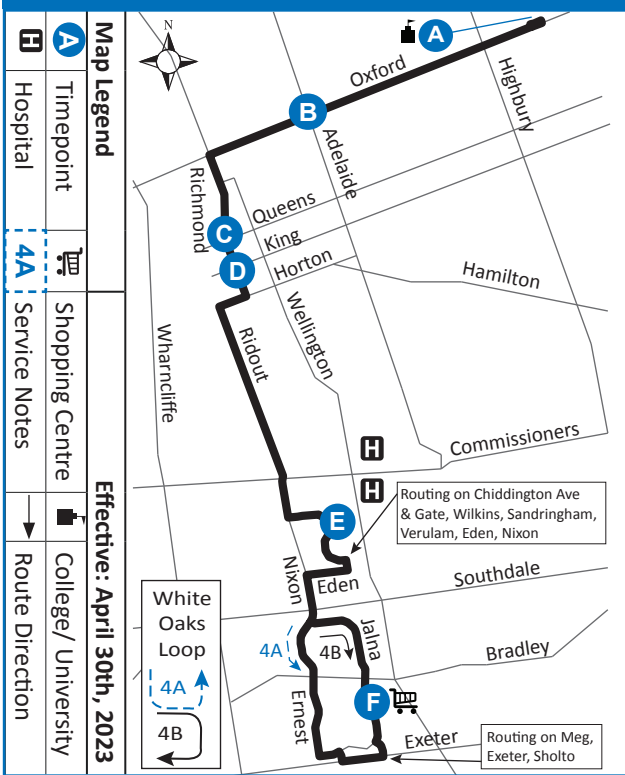 N
A
Oxford
Highbury
B
Adelaide
Richmond
Queens
C
King
D
Horton
Hamilton
Wellington
Ridout
Wharncliffe
Commissioners
H
H
Routing on Chiddington Ave
& Gate, Wilkins, Sandringham,
Verulam, Eden, Nixon
E
Eden
Nixon
Southdale
4A
4B
Jalna
Bradley
F
Ernest
Exeter
Routing on Meg,
Exeter, Sholto
White
Oaks
Loop
4A
4B
Map Legend
Effective: April 30th, 2023
A
Timepoint
Shopping Centre
College/ University
H
Hospital
4A
Service Notes
Route Direction